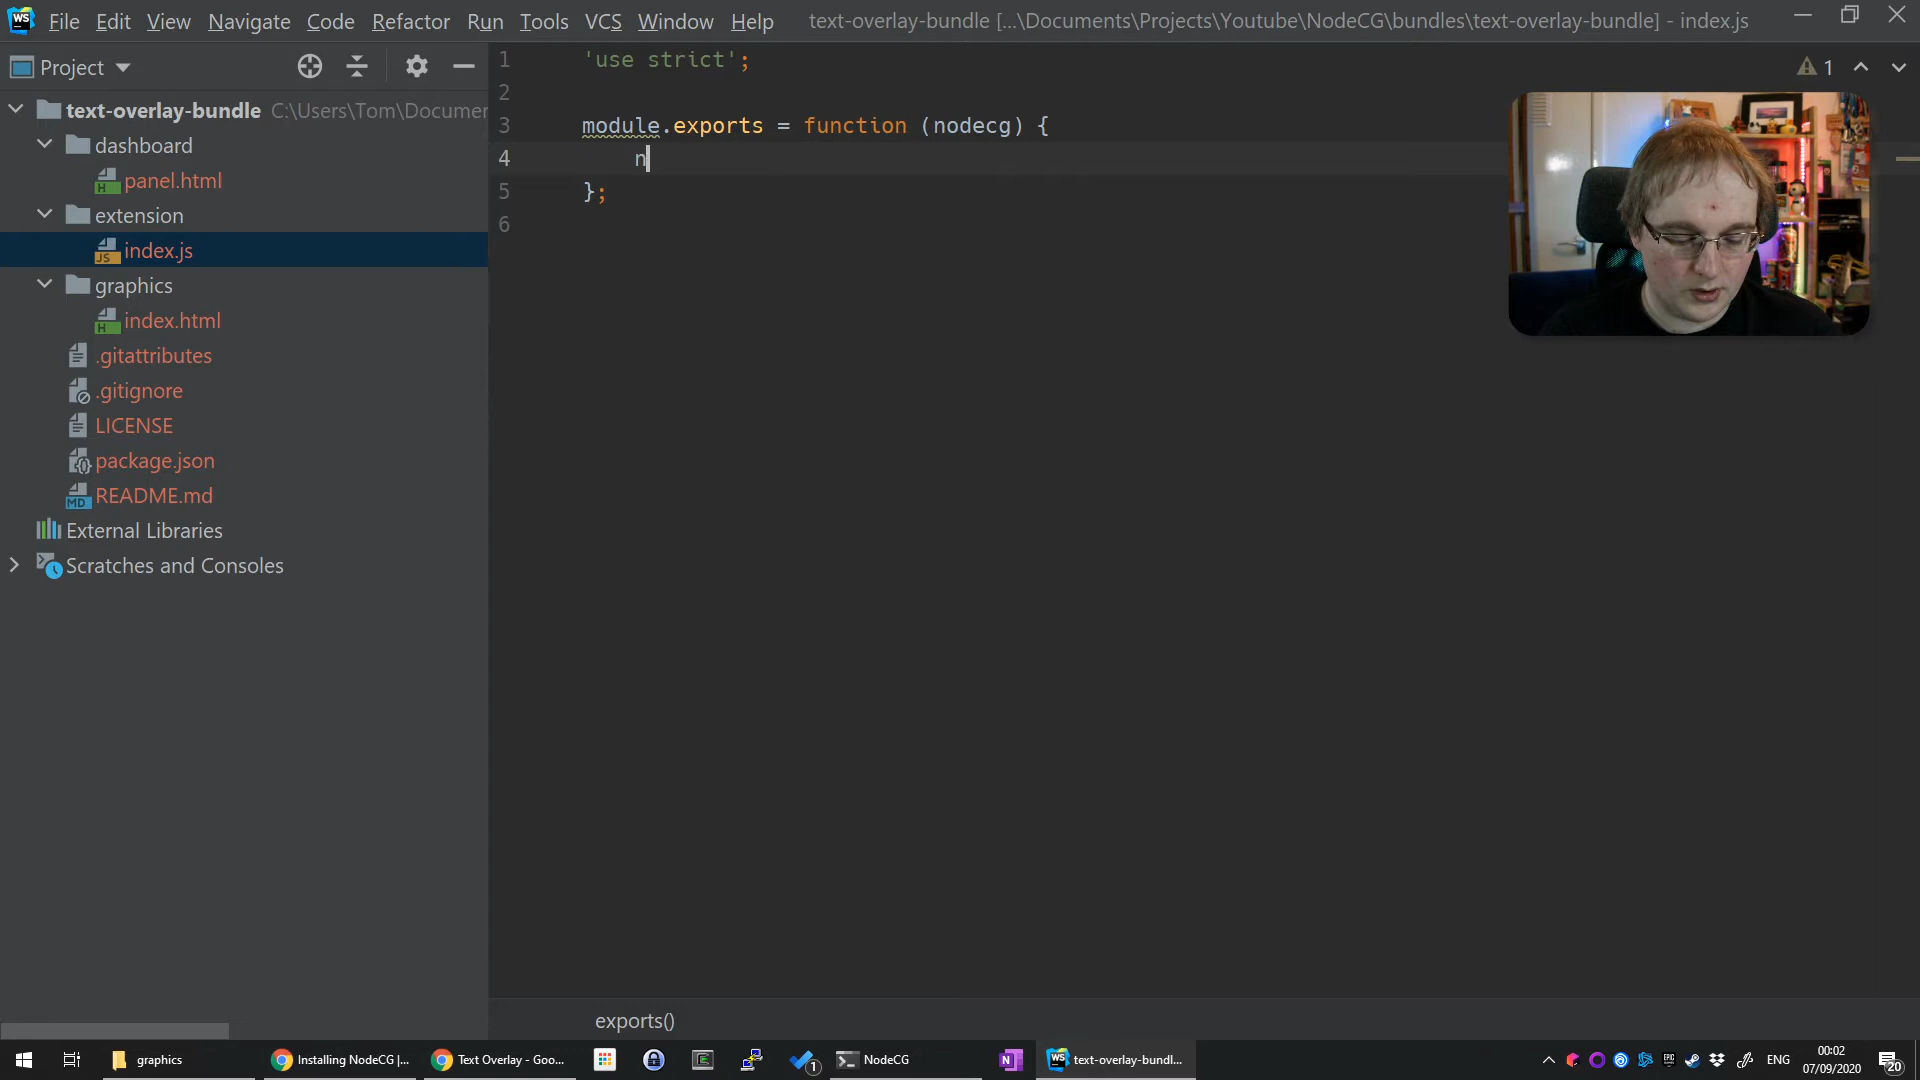 WS File Edit View Navigate Code Refactor Run Tools VCS Window Help text-overlay-bundle [...\Documents\Projects\Youtube\NodeCG\bundles\text-overlay-bundle] - index.js
Project
text-overlay-bundle C:\Users\Tom\Documen
dashboard
panel.html
extension
index.js
graphics
index.html
.gitattributes
.gitignore
LICENSE
package.json
README.md
External Libraries
Scratches and Consoles
1 'use strict';
2
3 module.exports = function (nodecg) {
4 n
5 };
6
1
exports()
graphics Installing NodeCG |... Text Overlay - Goo... 1 NodeCG N WS text-overlay-bundl... ENG 00:02
07/09/2020 20